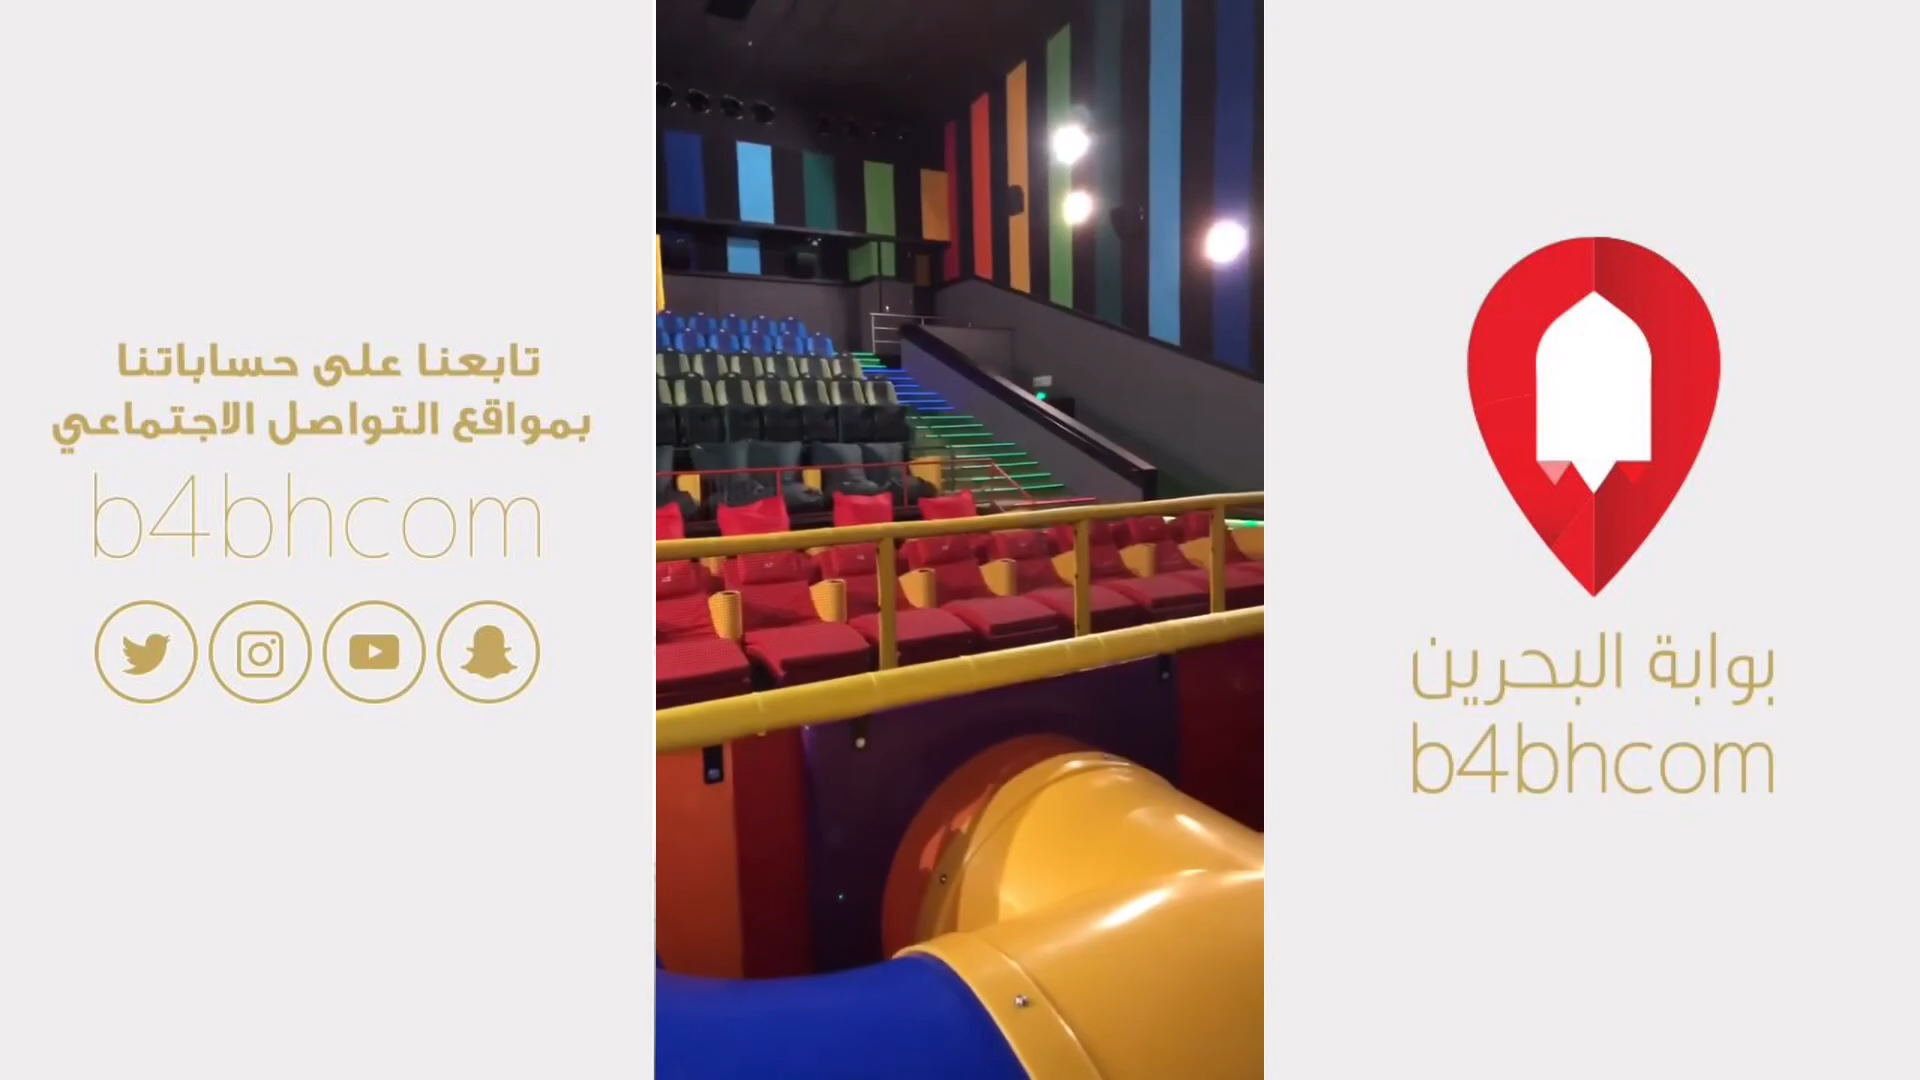 تابعنا على حساباتنا
بمواقع التواصل الاجتماعي
b4bhcom
بوابة البحرين
b4bhcom